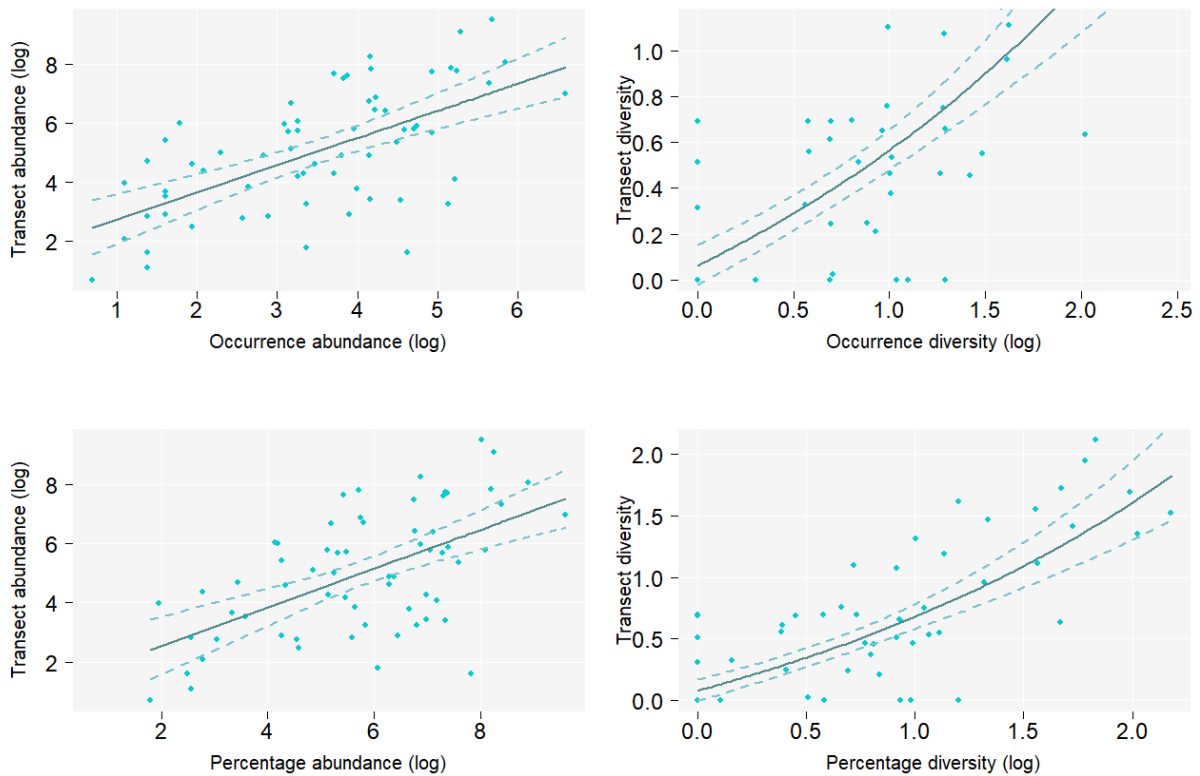 Transect abundance (log)
8
6
4
2
1 2 3 4 5 6
Occurrence abundance (log)
Transect diversity
1.0
0.8
0.6
0.4
0.2
0.0
0.0 0.5 1.0 1.5 2.0 2.5
Occurrence diversity (log)
Transect abundance (log)
8
6
4
2
2 4 6 8
Percentage abundance (log)
Transect diversity
2.0
1.5
1.0
0.5
0.0
0.0 0.5 1.0 1.5 2.0
Percentage diversity (log)